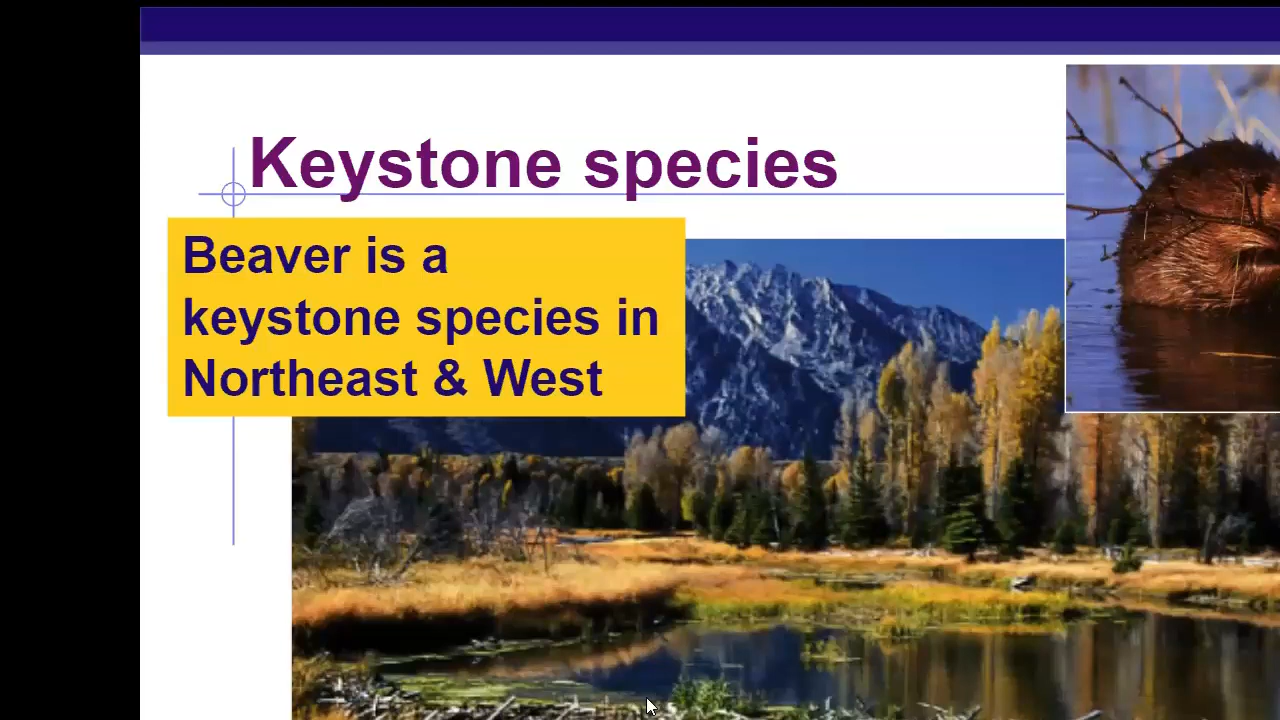 Keystone species
Beaver is a
keystone species in
Northeast & West